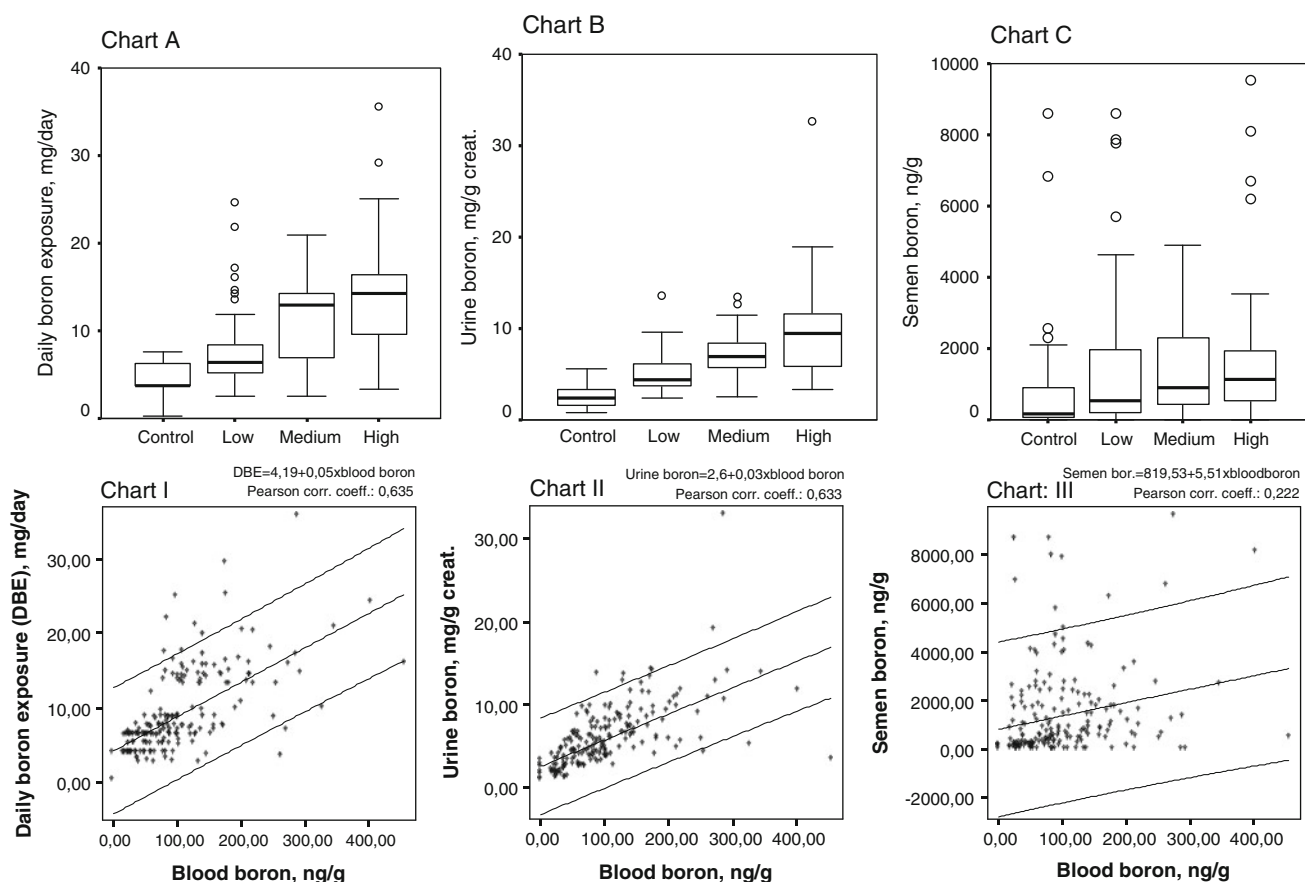 Chart A
Daily boron exposure, mg/day
40
30
20
10
0
Control Low Medium High
Chart B
Urine boron, mg/g creat.
40
30
20
10
0
Control Low Medium High
Chart C
Semen boron, ng/g
10000
8000
6000
4000
2000
0
Control Low Medium High
Chart I
DBE=4,19+0,05xblood boron
Pearson corr. coeff.: 0,635
Daily boron exposure (DBE), mg/day
30,00
20,00
10,00
0,00
0,00 100,00 200,00 300,00 400,00
Blood boron, ng/g
Chart II
Urine boron=2,6+0,03xblood boron
Pearson corr. coeff.: 0,633
Urine boron, mg/g creat.
30,00
20,00
10,00
0,00
0,00 100,00 200,00 300,00 400,00
Blood boron, ng/g
Chart: III
Semen bor.=819,53+5,51xbloodboron
Pearson corr. coeff.: 0,222
Semen boron, ng/g
8000,00
6000,00
4000,00
2000,00
0,00
-2000,00
0,00 100,00 200,00 300,00 400,00
Blood boron, ng/g